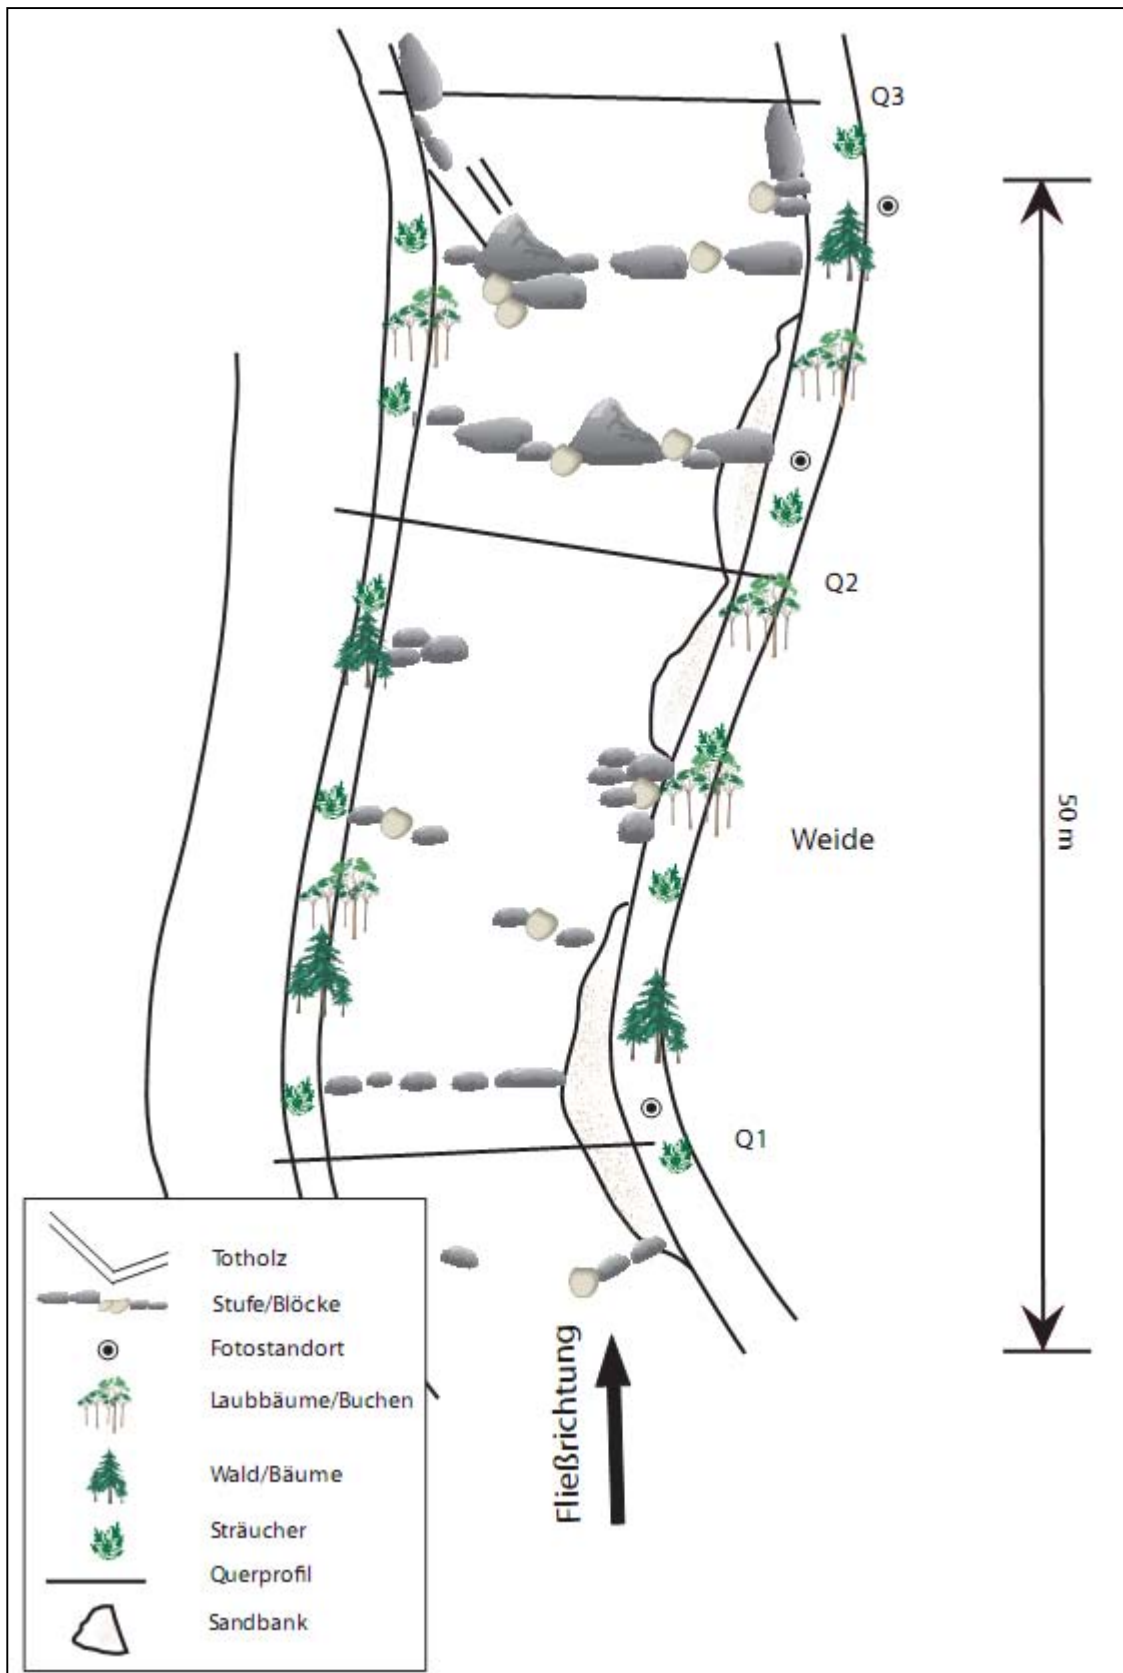 Q3
Q2
50 m
Weide
Q1
Fließrichtung
Totholz
Stufe/Blöcke
Fotostandort
Laubbäume/Buchen
Wald/Bäume
Sträucher
Querprofil
Sandbank